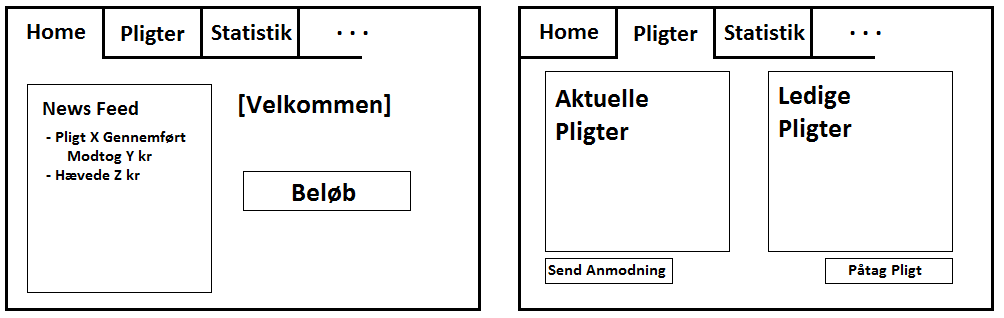 Home Pligter Statistik ...
News Feed
- Pligt X Gennemført
Modtog Y kr
- Hævede Z kr
[Velkommen]
Beløb
Home Pligter Statistik ...
Aktuelle
Pligter
Send Anmodning
Ledige
Pligter
Påtag Pligt